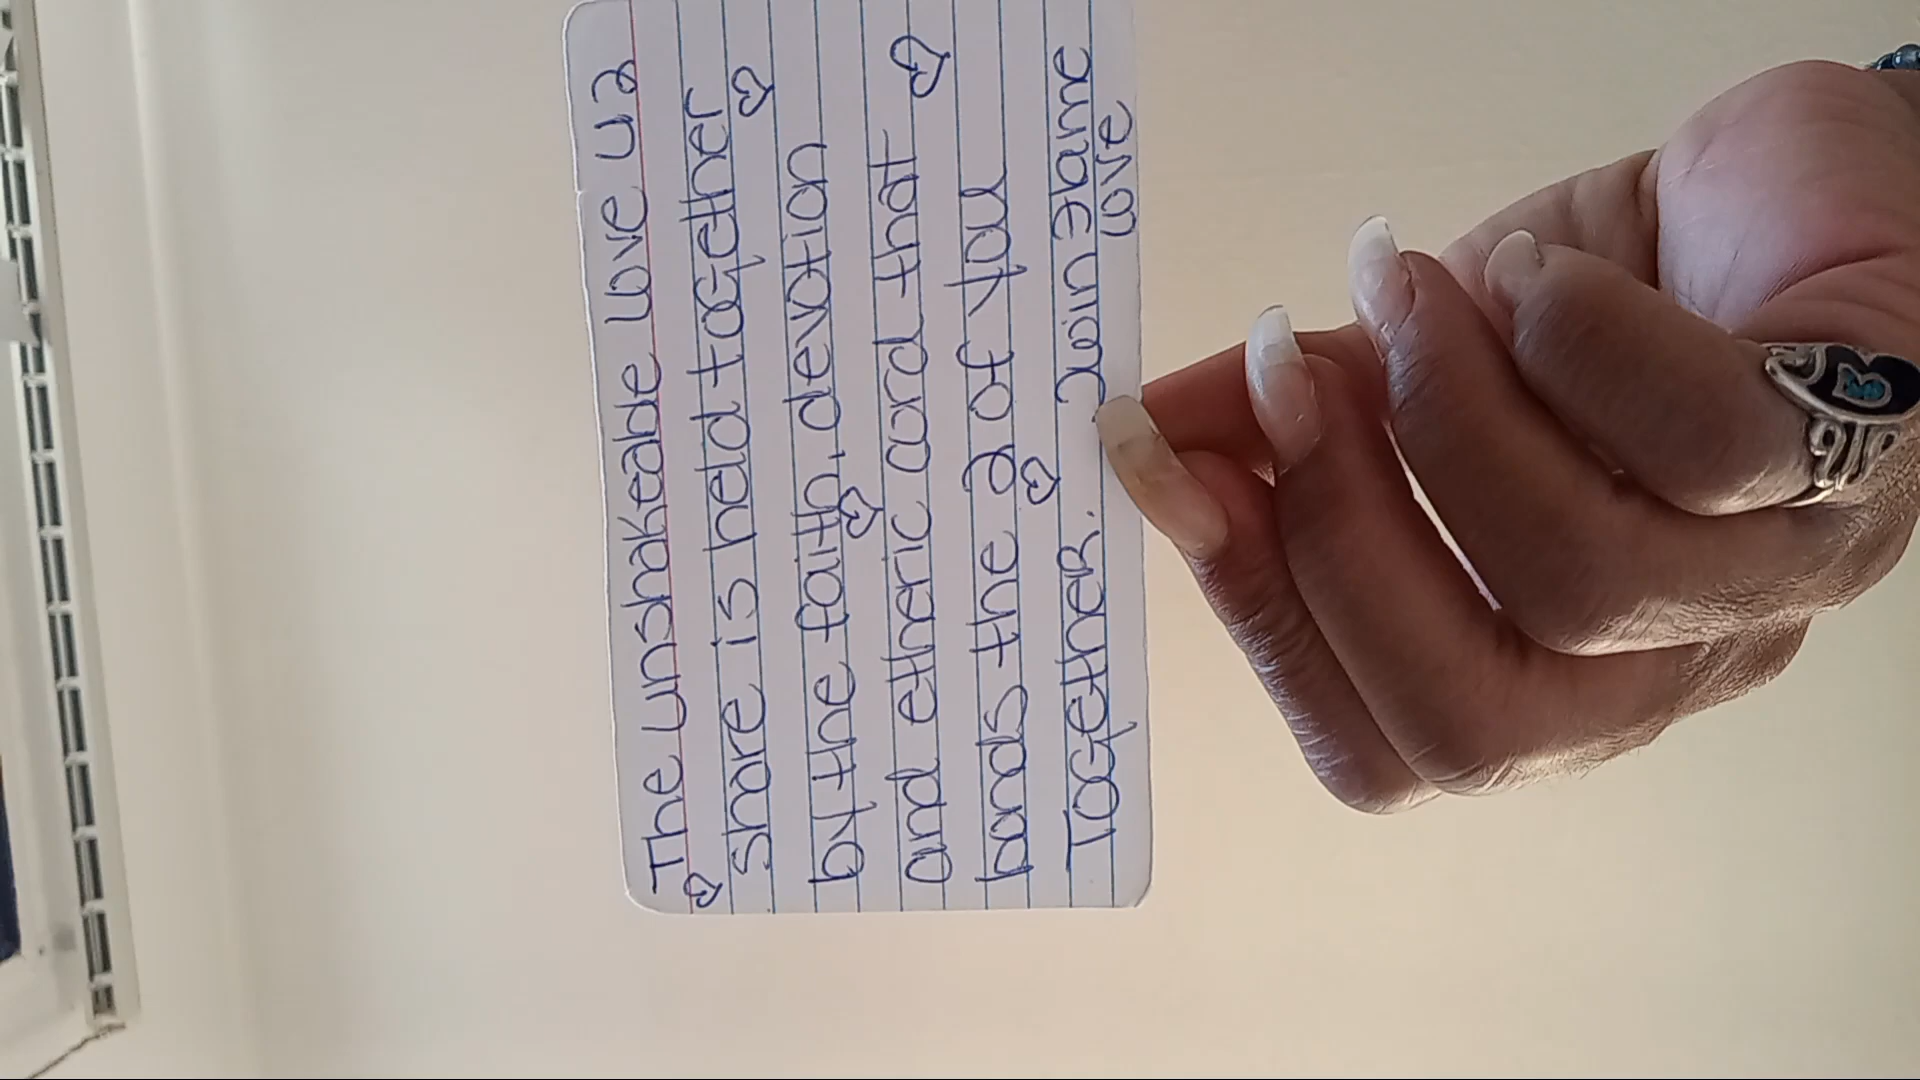 The unshakeable love u2
share is held together
by the faith, devotion
and etheric cord that
bonds the 2 of you
Together. Twin Flame
Love